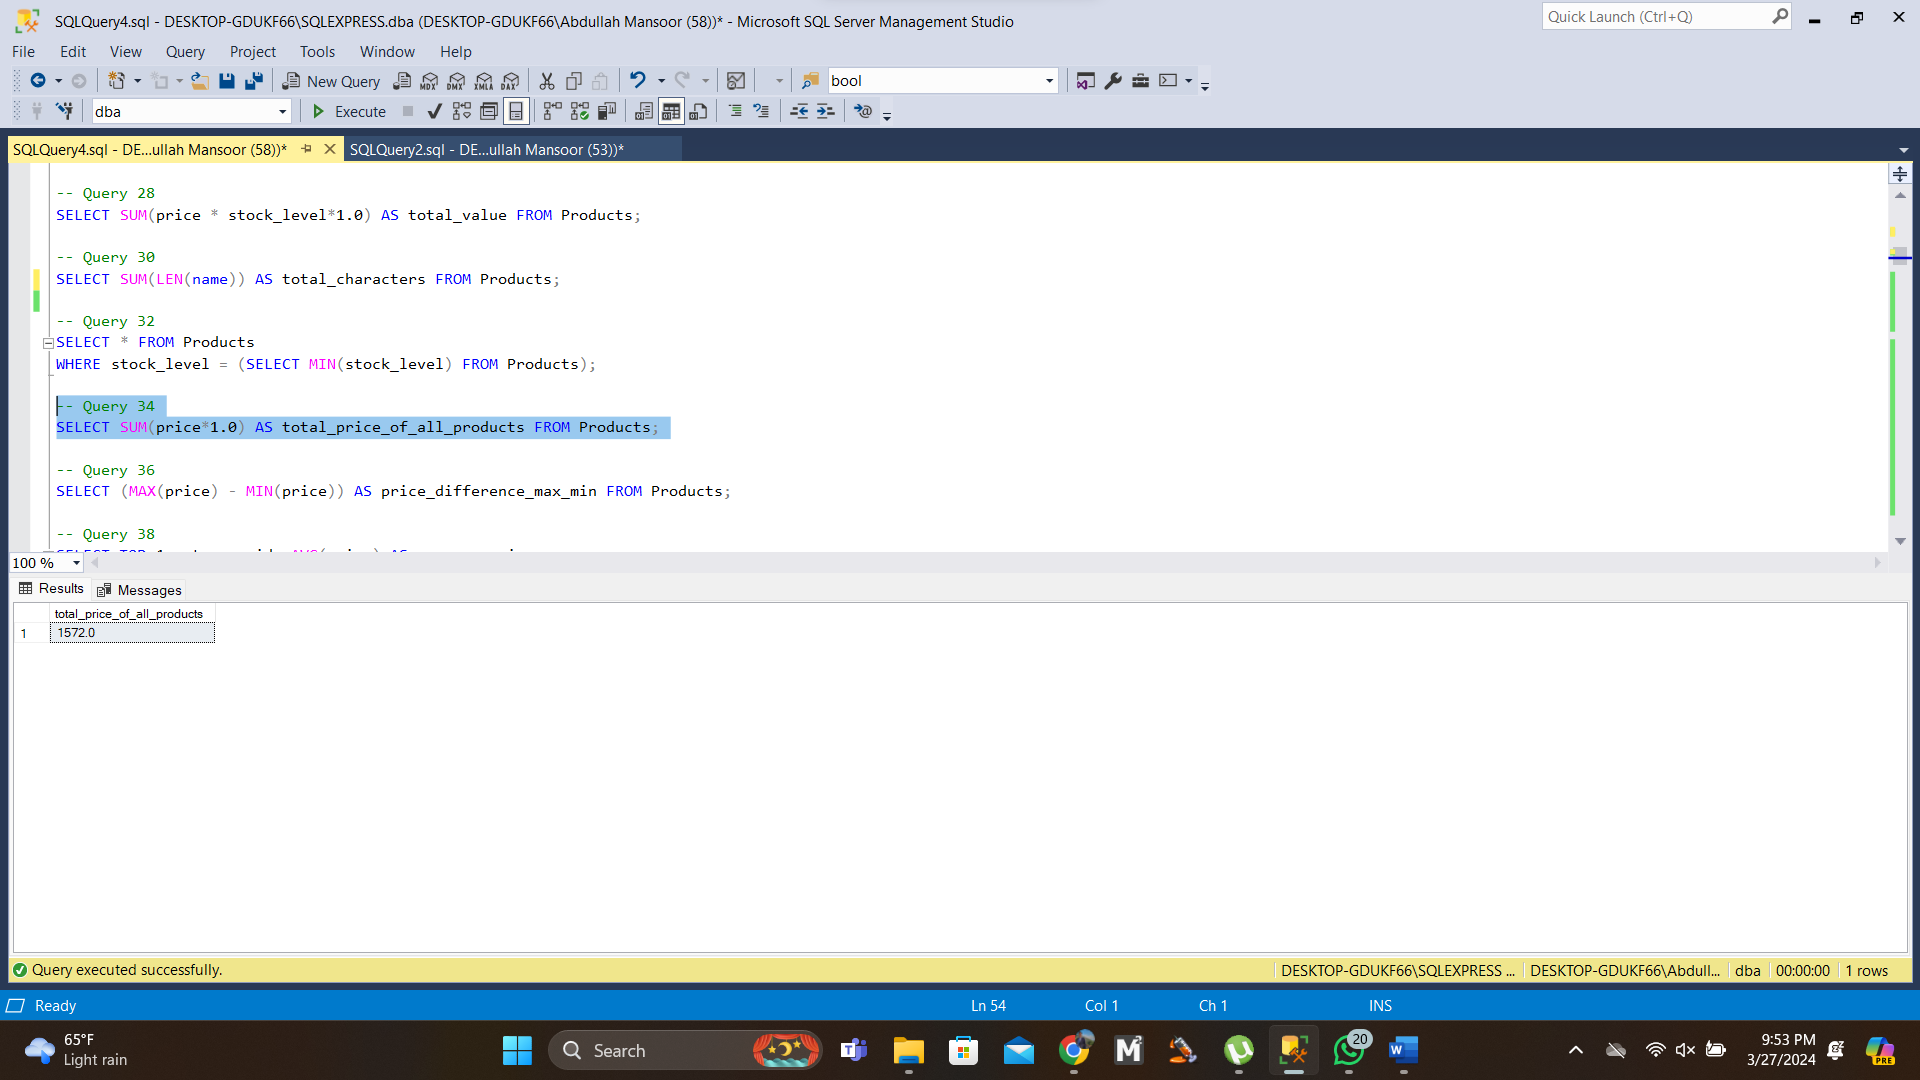 SQLQuery4.sql - DESKTOP-GDUKF66\SQLEXPRESS.dba (DESKTOP-GDUKF66\Abdullah Mansoor (58))* - Microsoft SQL Server Management Studio
Quick Launch (Ctrl+Q)
File Edit View Query Project Tools Window Help
New Query MDX DMX XMLA DAX bool
dba Execute
SQLQuery4.sql - DE...ullah Mansoor (58))* SQLQuery2.sql - DE...ullah Mansoor (53))*
-- Query 28
SELECT SUM(price * stock_level*1.0) AS total_value FROM Products;
-- Query 30
SELECT SUM(LEN(name)) AS total_characters FROM Products;
-- Query 32
SELECT * FROM Products
WHERE stock_level = (SELECT MIN(stock_level) FROM Products);
-- Query 34
SELECT SUM(price*1.0) AS total_price_of_all_products FROM Products;
-- Query 36
SELECT (MAX(price) - MIN(price)) AS price_difference_max_min FROM Products;
-- Query 38
100 %
Results Messages
total_price_of_all_products
1 1572.0
Query executed successfully. DESKTOP-GDUKF66\SQLEXPRESS ... DESKTOP-GDUKF66\Abdull... dba 00:00:00 1 rows
Ready Ln 54 Col 1 Ch 1 INS
65°F
Light rain
Search
20
9:53 PM
3/27/2024
PRE